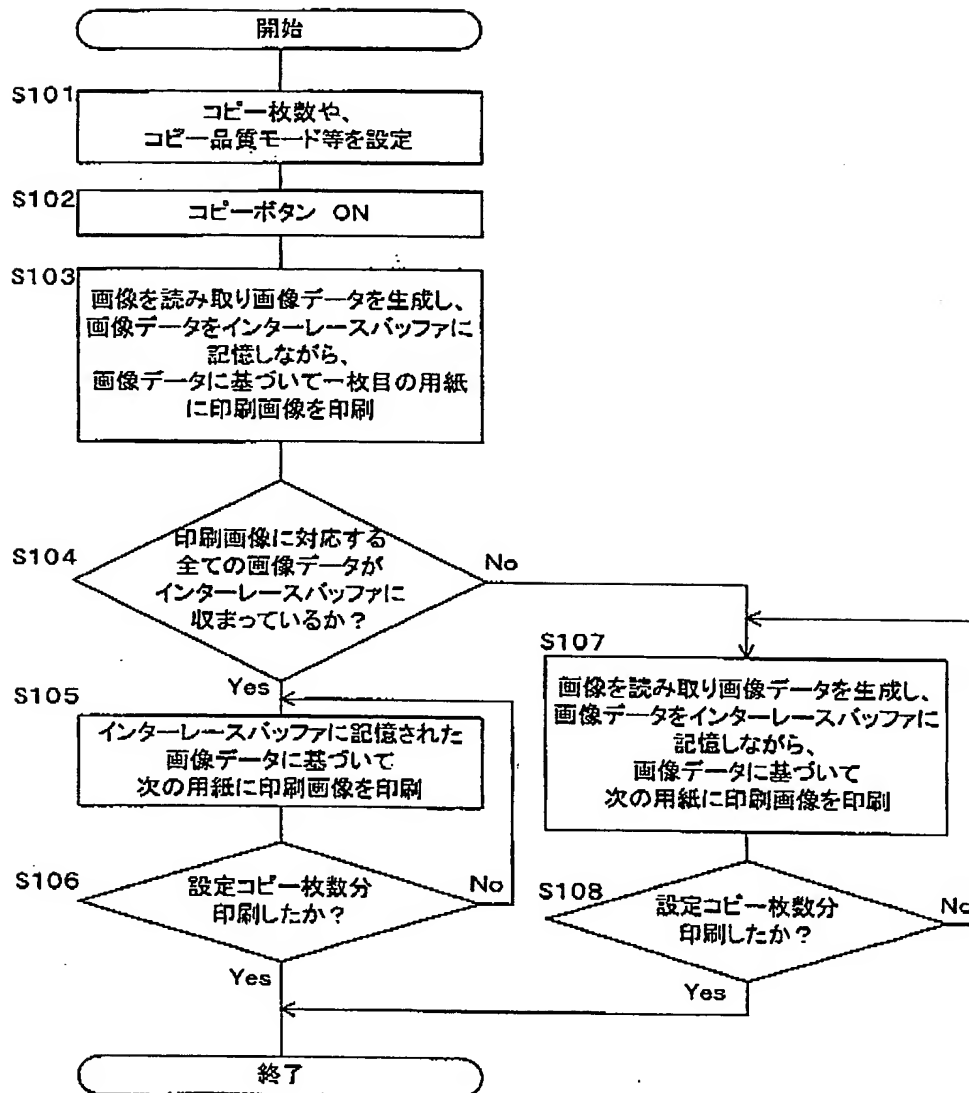 開始
S101
コピー枚数や、
コピー品質モード等を設定
S102
コピーボタン ON
S103
画像を読み取り画像データを生成し、
画像データをインターレースバッファに
記憶しながら、
画像データに基づいて一枚目の用紙
に印刷画像を印刷
S104
印刷画像に対応する
全ての画像データが
インターレースバッファに
収まっているか？
No
Yes
S105
インターレースバッファに記憶された
画像データに基づいて
次の用紙に印刷画像を印刷
S106
設定コピー枚数分
印刷したか？
No
Yes
S107
画像を読み取り画像データを生成し、
画像データをインターレースバッファに
記憶しながら、
画像データに基づいて
次の用紙に印刷画像を印刷
S108
設定コピー枚数分
印刷したか？
No
Yes
終了